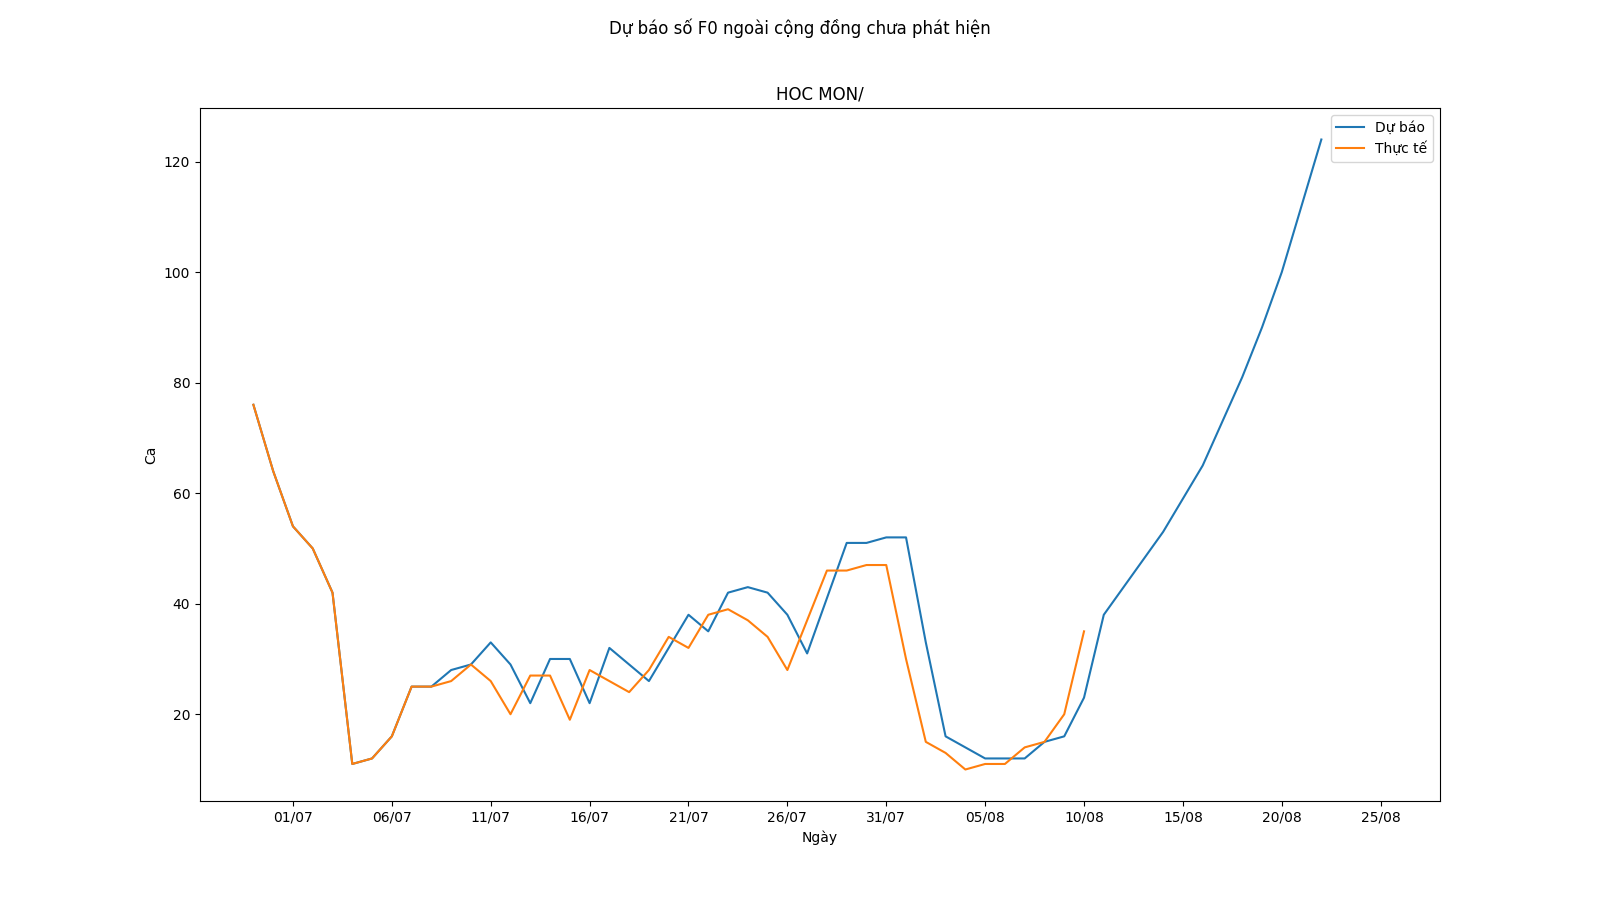 Dự báo số F0 ngoài cộng đồng chưa phát hiện
HOC MON/
Dự báo
Thực tế
120
100
80
60
40
20
Ca
01/07 06/07 11/07 16/07 21/07 26/07 31/07 05/08 10/08 15/08 20/08 25/08
Ngày